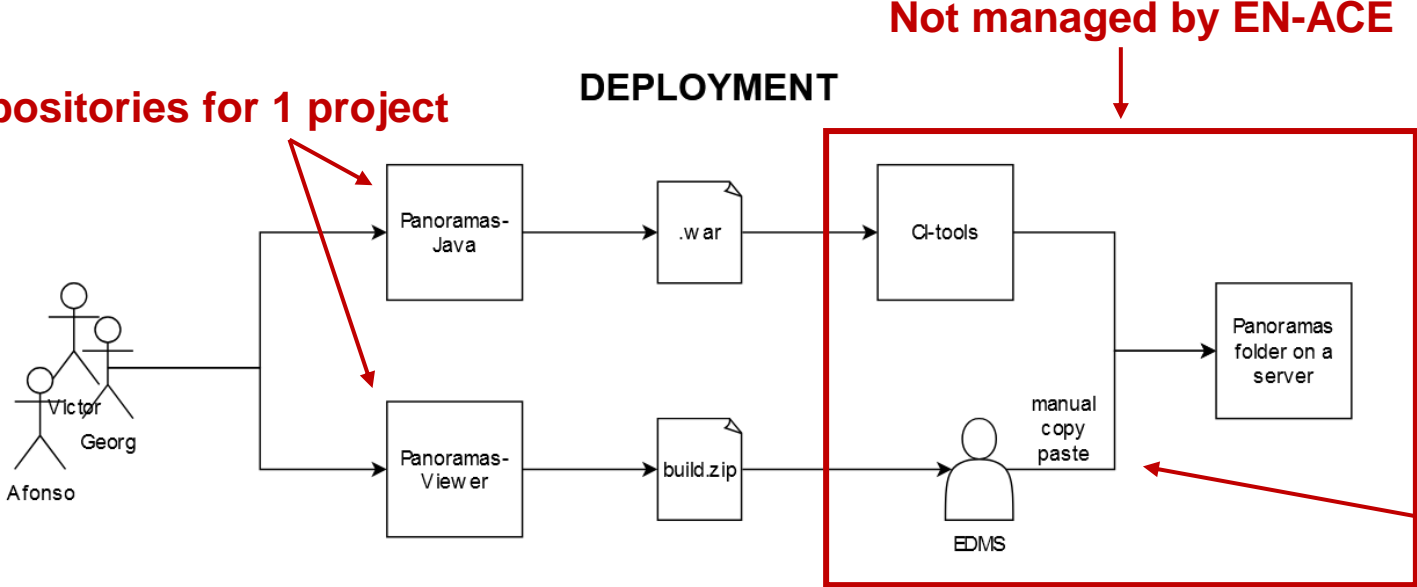 Not managed by EN-ACE
DEPLOYMENT
positories for 1 project
Panoramas-
Java
.war
CI-tools
Panoramas
folder on a
server
Victor
Georg
Afonso
manual
copy
paste
Panoramas-
Viewer
build.zip
EDMS